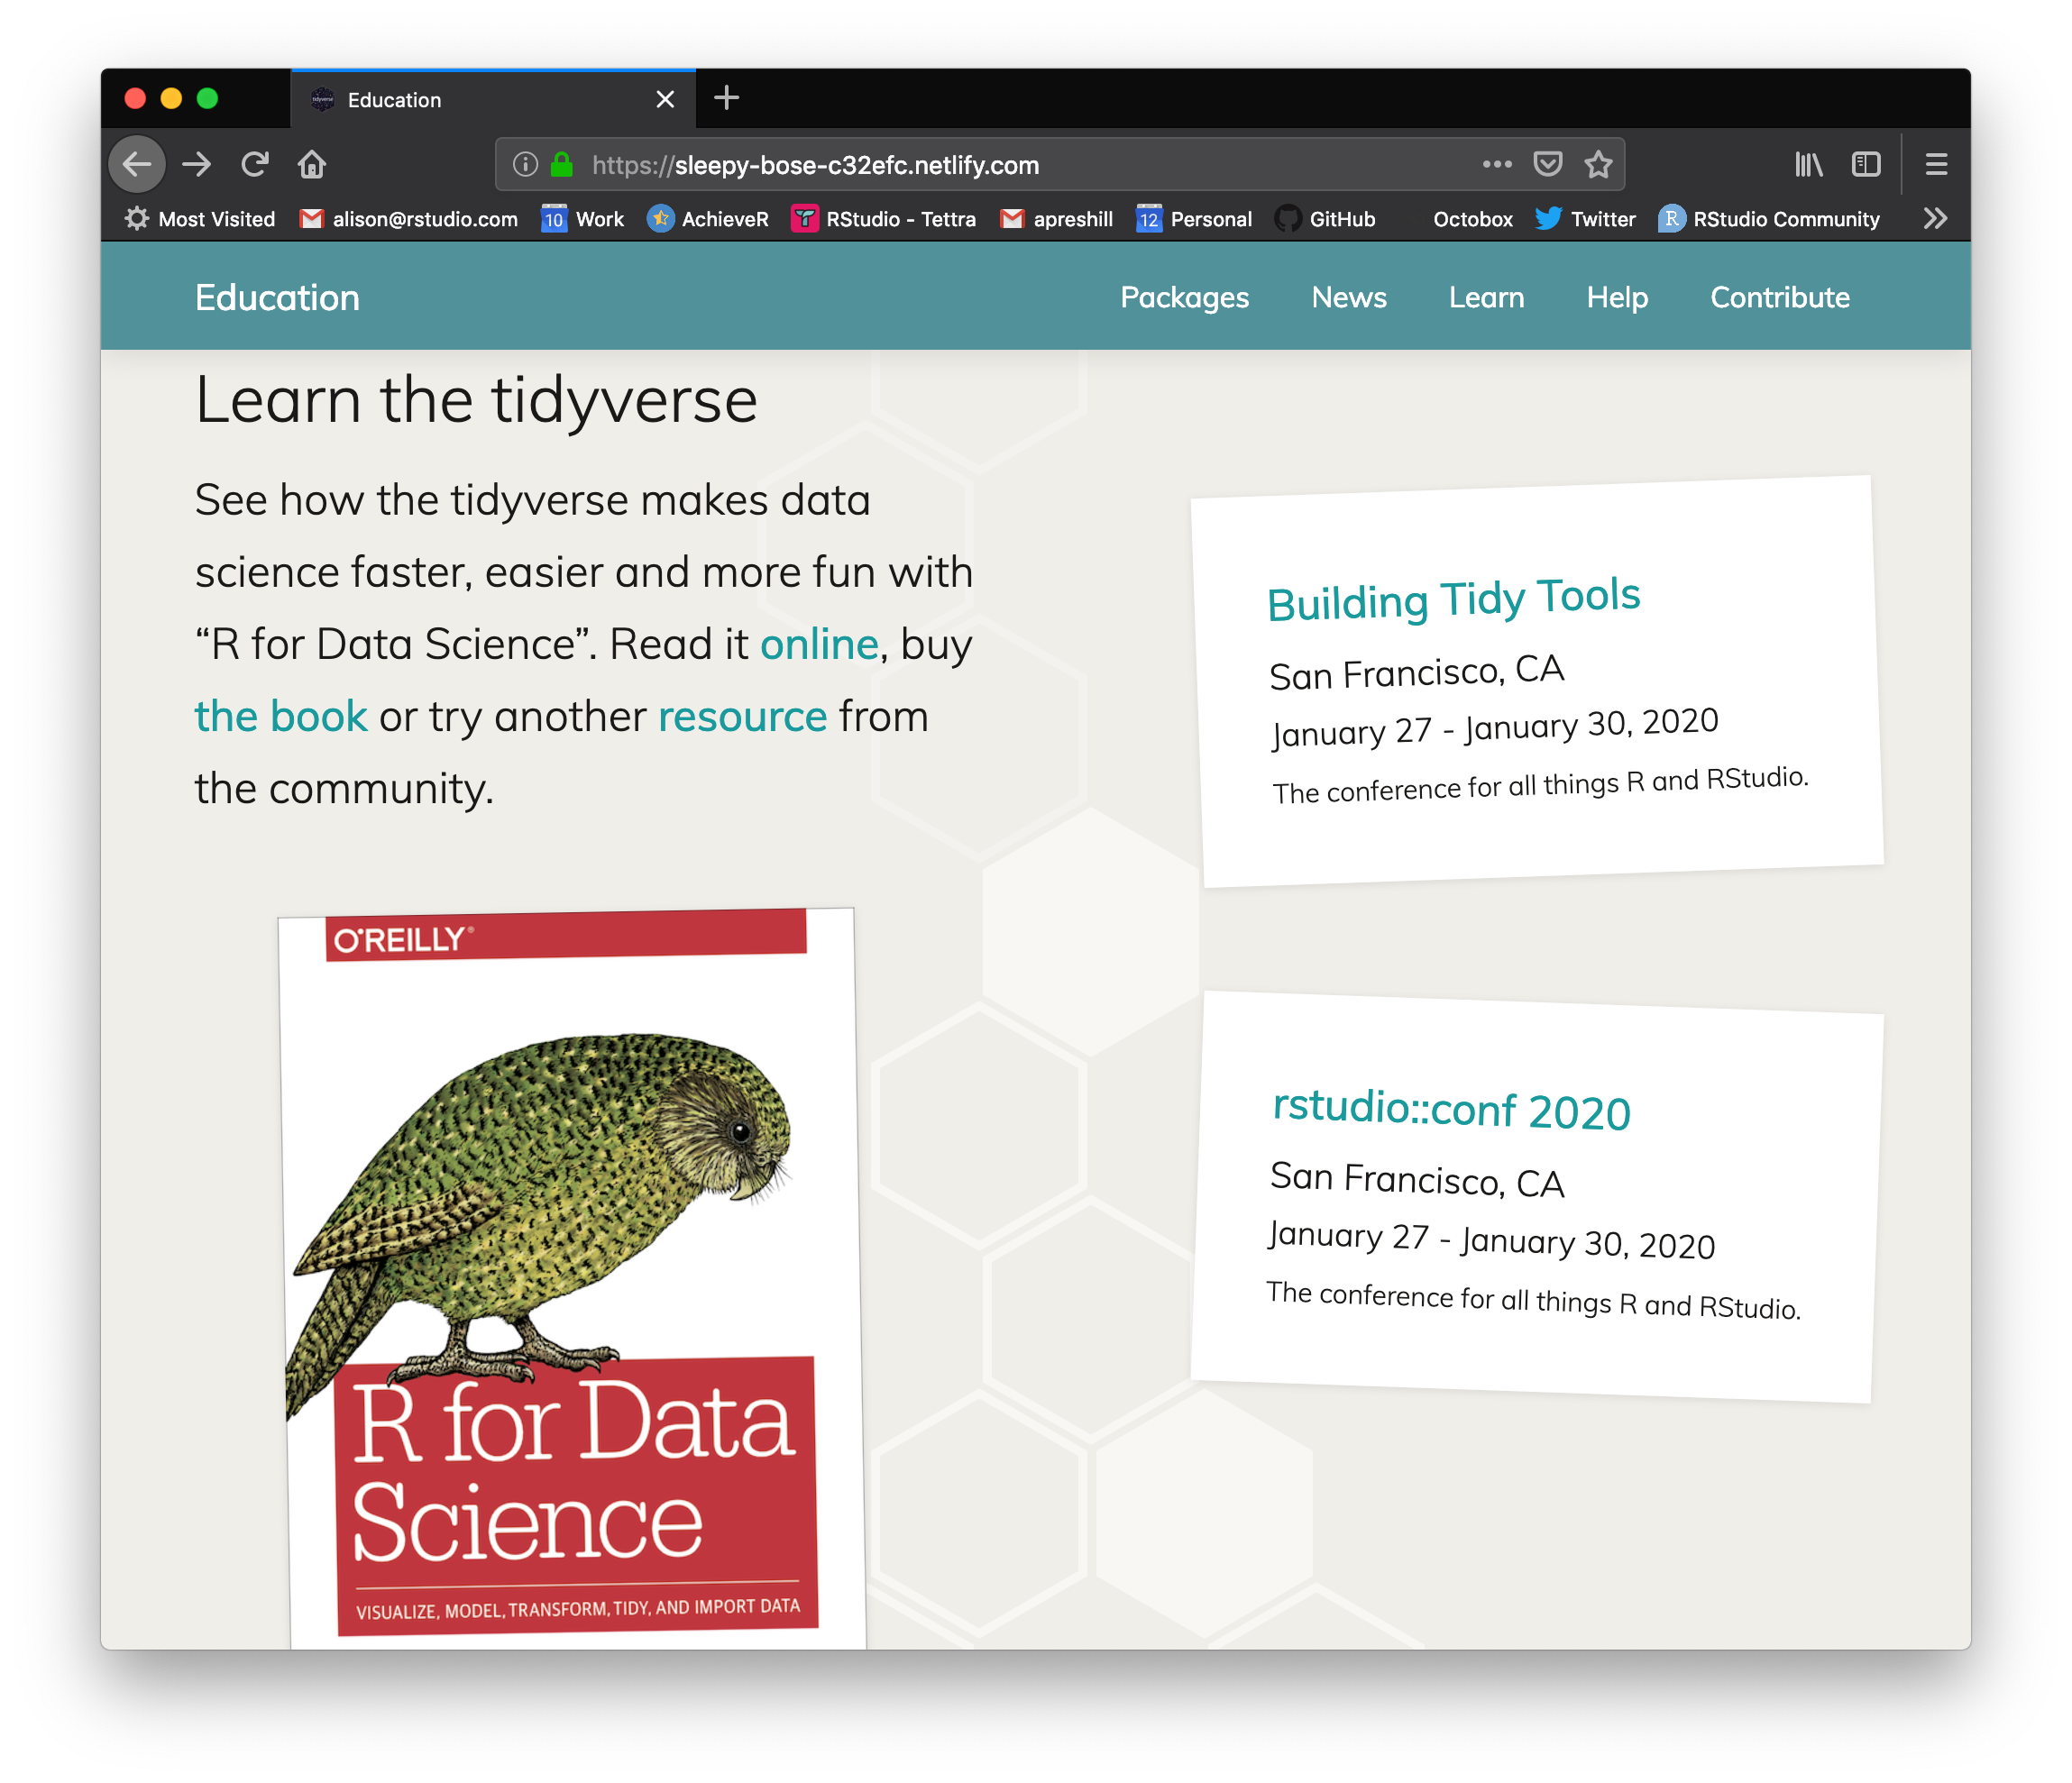 Education
https://sleepy-bose-c32efc.netlify.com
Most Visited alison@rstudio.com 10 Work AchieveR RStudio - Tettra apreshill 12 Personal GitHub Octobox Twitter R RStudio Community
Education Packages News Learn Help Contribute
Learn the tidyverse
See how the tidyverse makes data
science faster, easier and more fun with
“R for Data Science”. Read it online, buy
the book or try another resource from
the community.
O'REILLY®
R for Data
Science
VISUALIZE, MODEL, TRANSFORM, TIDY, AND IMPORT DATA
Building Tidy Tools
San Francisco, CA
January 27 - January 30, 2020
The conference for all things R and RStudio.
rstudio::conf 2020
San Francisco, CA
January 27 - January 30, 2020
The conference for all things R and RStudio.